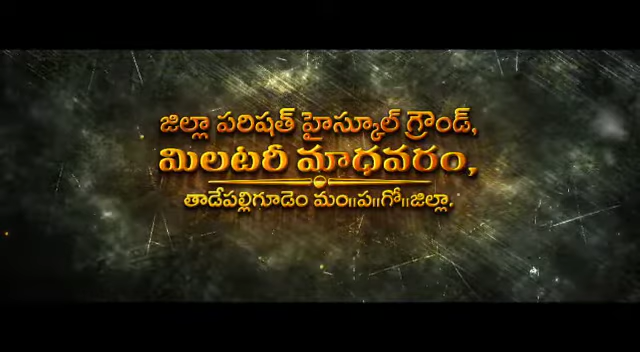 జిల్లా పరిషత్ హైస్కూల్ గ్రౌండ్,
మిలటరీ మాధవరం,
తాడేపల్లిగూడెం మం॥ప॥గో॥జిల్లా.